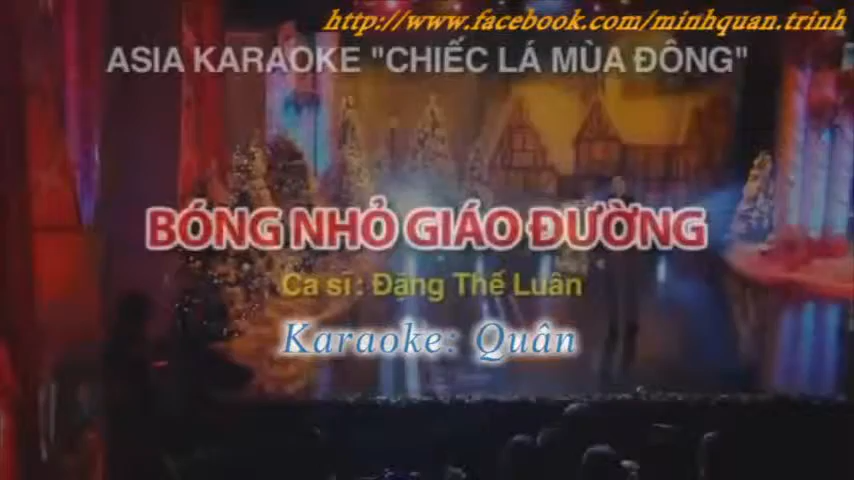 http://www.facebook.com/minhquan.trinh
ASIA KARAOKE "CHIẾC LÁ MÙA ĐÔNG"
BÓNG NHỎ GIÁO ĐƯỜNG
Ca sĩ : Đặng Thế Luân
Karaoke: Quân